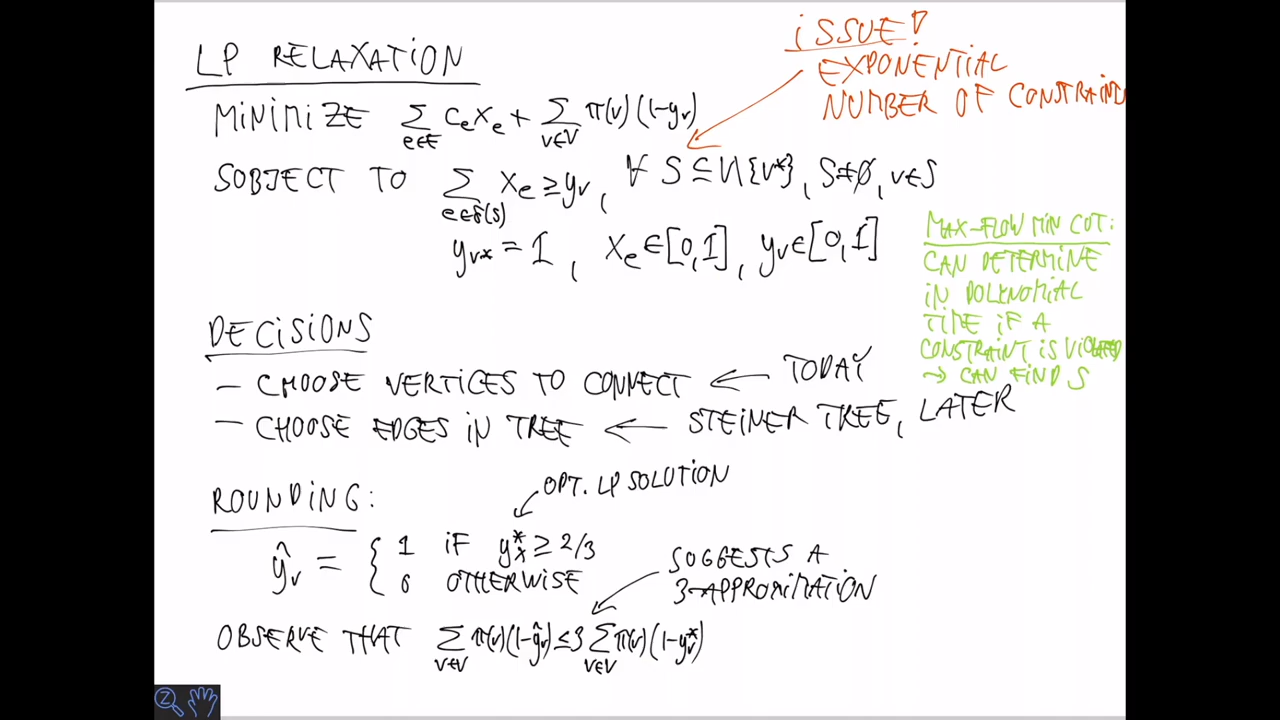 LP RELAXATION
MINIMIZE ∑_{e∈E} c_e x_e + ∑_{v∈V} π(v)(1-y_v)
SUBJECT TO ∑_{e∈δ(S)} x_e ≥ y_v, ∀ S ⊆ V\{v*}, S≠∅, v∈S
y_{v*} = 1, x_e ∈ [0,1], y_v ∈ [0,1]
ISSUE!
EXPONENTIAL
NUMBER OF CONSTRAINTS
MAX-FLOW MIN CUT:
CAN DETERMINE
IN POLYNOMIAL
TIME IF A
CONSTRAINT IS VIOLATED
→ CAN FIND S
DECISIONS
- CHOOSE VERTICES TO CONNECT ← TODAY
- CHOOSE EDGES IN TREE ← STEINER TREE, LATER
ROUNDING:
OPT. LP SOLUTION
ŷ_v = { 1 IF y*_x ≥ 2/3
0 OTHERWISE
SUGGESTS A
3-APPROXIMATION
OBSERVE THAT ∑_{v∈V} π(v)(1-ŷ_v) ≤ 3 ∑_{v∈V} π(v)(1-y*_v)